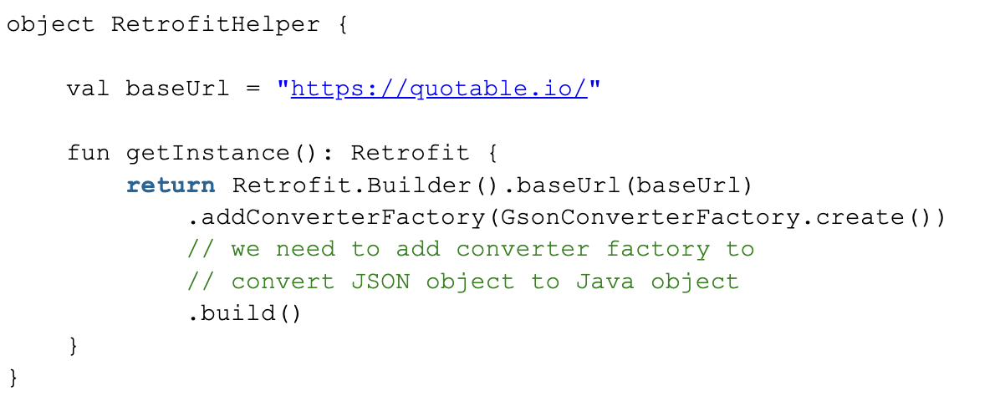 object RetrofitHelper {
val baseUrl = "https://quotable.io/"
fun getInstance(): Retrofit {
return Retrofit.Builder().baseUrl(baseUrl)
.addConverterFactory(GsonConverterFactory.create())
// we need to add converter factory to
// convert JSON object to Java object
.build()
}
}